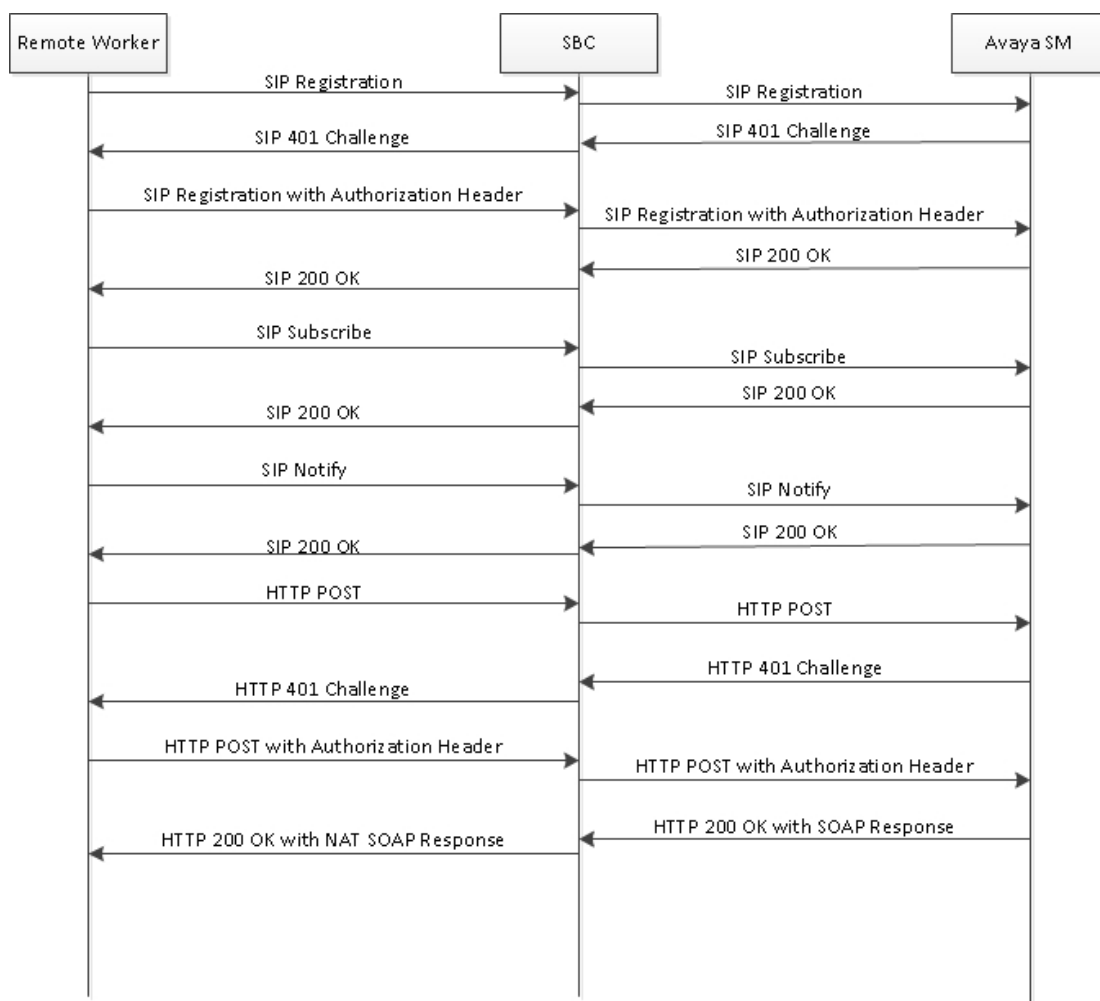 Remote Worker
SBC
Avaya SM
SIP Registration
SIP Registration
SIP 401 Challenge
SIP 401 Challenge
SIP Registration with Authorization Header
SIP Registration with Authorization Header
SIP 200 OK
SIP 200 OK
SIP Subscribe
SIP Subscribe
SIP 200 OK
SIP 200 OK
SIP Notify
SIP Notify
SIP 200 OK
SIP 200 OK
HTTP POST
HTTP POST
HTTP 401 Challenge
HTTP 401 Challenge
HTTP POST with Authorization Header
HTTP POST with Authorization Header
HTTP 200 OK with SOAP Response
HTTP 200 OK with NAT SOAP Response